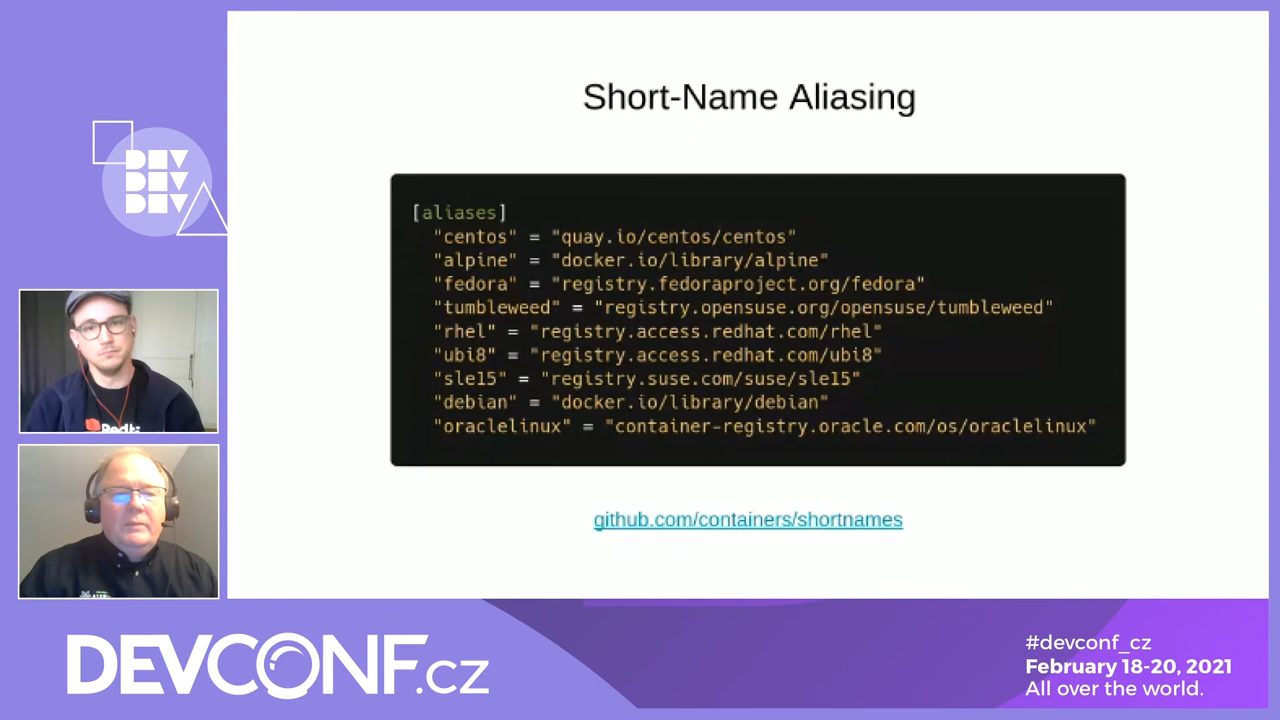 DEV
DEV
DEV
Short-Name Aliasing
[aliases]
"centos" = "quay.io/centos/centos"
"alpine" = "docker.io/library/alpine"
"fedora" = "registry.fedoraproject.org/fedora"
"tumbleweed" = "registry.opensuse.org/opensuse/tumbleweed"
"rhel" = "registry.access.redhat.com/rhel"
"ubi8" = "registry.access.redhat.com/ubi8"
"sle15" = "registry.suse.com/suse/sle15"
"debian" = "docker.io/library/debian"
"oraclelinux" = "container-registry.oracle.com/os/oraclelinux"
github.com/containers/shortnames
DEVCONF.cz
#devconf_cz
February 18-20, 2021
All over the world.